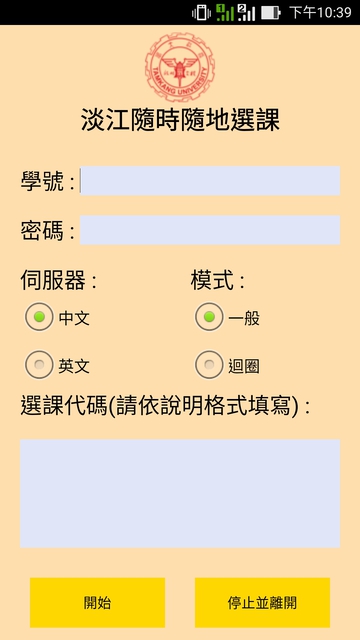 下午10:39
TAMKANG UNIVERSITY
淡江隨時隨地選課
學號 :
密碼 :
伺服器 : 模式 :
中文 一般
英文 迴圈
選課代碼(請依說明格式填寫) :
開始 停止並離開